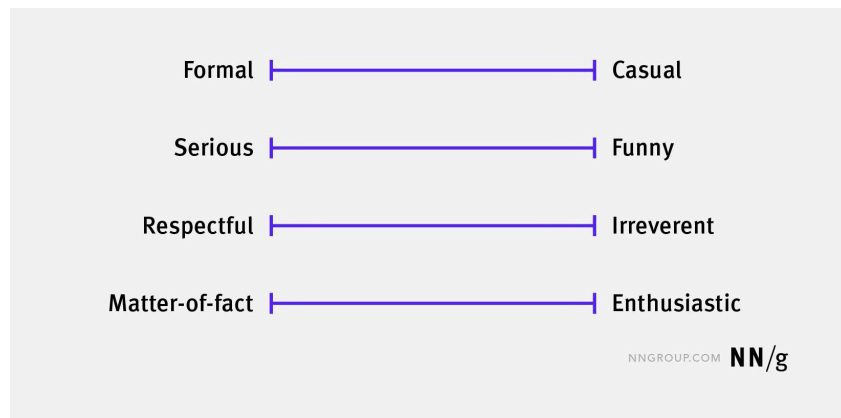 Formal Casual
Serious Funny
Respectful Irreverent
Matter-of-fact Enthusiastic
NNGROUP.COM NN/g